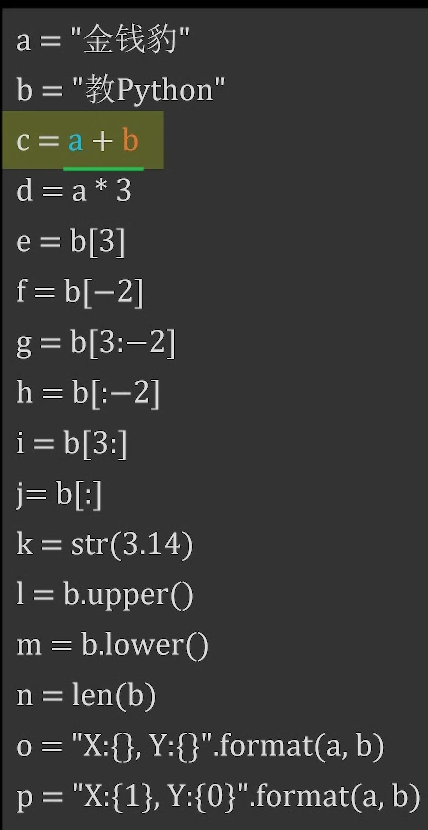 a = "金钱豹"
b = "教Python"
c = a + b
d = a * 3
e = b[3]
f = b[−2]
g = b[3:−2]
h = b[:−2]
i = b[3:]
j= b[:]
k = str(3.14)
l = b.upper()
m = b.lower()
n = len(b)
o = "X:{}, Y:{}".format(a, b)
p = "X:{1}, Y:{0}".format(a, b)